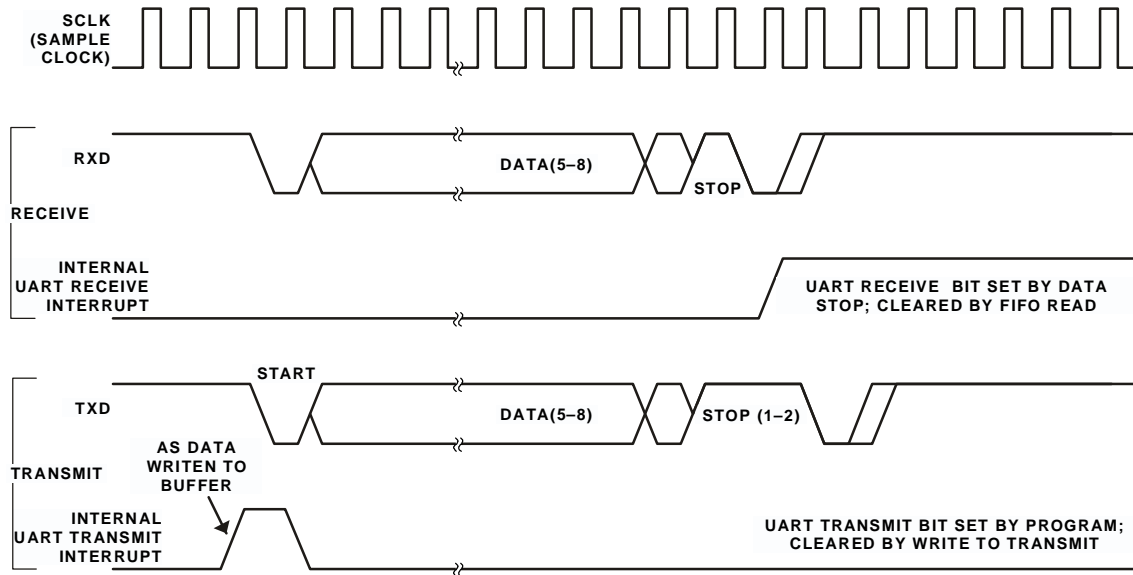 SCLK
(SAMPLE
CLOCK)
RXD
DATA(5–8)
STOP
RECEIVE
INTERNAL
UART RECEIVE
INTERRUPT
UART RECEIVE BIT SET BY DATA
STOP; CLEARED BY FIFO READ
START
TXD
DATA(5–8)
STOP (1–2)
AS DATA
WRITEN TO
BUFFER
TRANSMIT
INTERNAL
UART TRANSMIT
INTERRUPT
UART TRANSMIT BIT SET BY PROGRAM;
CLEARED BY WRITE TO TRANSMIT